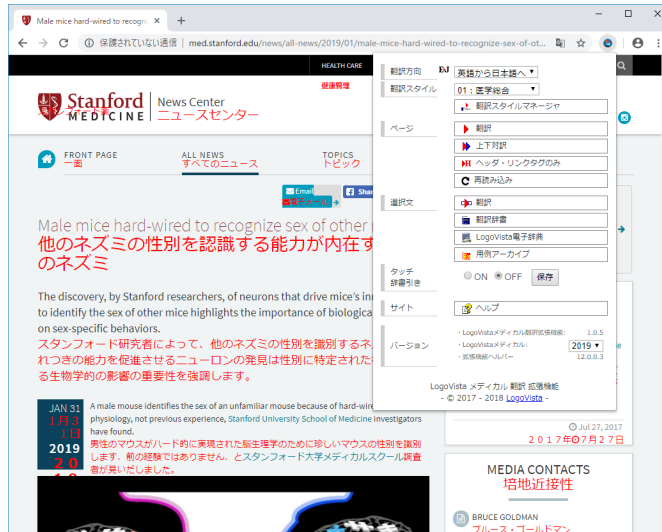 Male mice hard-wired to recogni
保護されていない通信 | med.stanford.edu/news/all-news/2019/01/male-mice-hard-wired-to-recognize-sex-of-ot...
HEALTH CARE
健康管理
Stanford
MEDICINE
News Center
ニュースセンター
FRONT PAGE
一面
ALL NEWS
すべてのニュース
TOPICS
トピック
Email
電子メール
Shar
Male mice hard-wired to recognize sex of other
他のネズミの性別を認識する能力が内在す
のネズミ
The discovery, by Stanford researchers, of neurons that drive mice's in
to identify the sex of other mice highlights the importance of biologica
on sex-specific behaviors.
スタンフォード研究者によって、他のネズミの性別を識別するネ
れつきの能力を促進させるニューロンの発見は性別に特定された
る生物学的の影響の重要性を強調します。
JAN 31
1月3
1日
2019
20
A male mouse identifies the sex of an unfamiliar mouse because of hard-wire
physiology, not previous experience, Stanford University School of Medicine investigators
have found.
男性のマウスがハード的に実現された脳生理学のために珍しいマウスの性別を識別
します、前の経験ではありません、とスタンフォード大学メディカルスクール調査
者が見いだしました。
翻訳方向
EJ
英語から日本語へ
翻訳スタイル
01：医学総合
翻訳スタイルマネージャ
ページ
翻訳
上下対訳
ヘッダ・リンクタグのみ
再読み込み
選択文
翻訳
翻訳辞書
LogoVista電子辞典
用例アーカイブ
タッチ
辞書引き
ON
OFF
保存
サイト
ヘルプ
バージョン
・LogoVistaメディカル翻訳拡張機能: 1.0.5
・LogoVistaメディカル: 2019
・拡張機能ヘルパー 12.0.0.3
LogoVista メディカル 翻訳 拡張機能
- © 2017 - 2018 LogoVista -
Jul 27, 2017
2017年07月27日
MEDIA CONTACTS
培地近接性
BRUCE GOLDMAN
ブルース・ゴールドマン